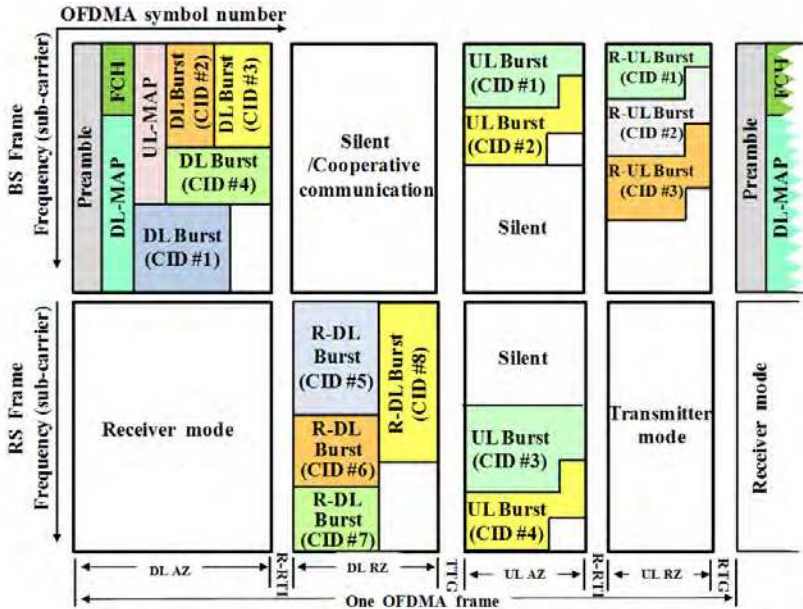 OFDMA symbol number
BS Frame
Frequency (sub-carrier)
Preamble
FCH
DL-MAP
UL-MAP
DL Burst
(CID #2)
DL Burst
(CID #3)
DL Burst
(CID #4)
DL Burst
(CID #1)
Silent
/Cooperative
communication
UL Burst
(CID #1)
UL Burst
(CID #2)
Silent
R-UL Burst
(CID #1)
R-UL Burst
(CID #2)
R-UL Burst
(CID #3)
Preamble
FCH
DL-MAP
RS Frame
Frequency (sub-carrier)
Receiver mode
R-DL
Burst
(CID #5)
R-DL
Burst
(CID #6)
R-DL
Burst
(CID #7)
R-DL Burst
(CID #8)
Silent
UL Burst
(CID #3)
UL Burst
(CID #4)
Transmitter
mode
Receiver mode
DL AZ
R-RTI
DL RZ
TTG
UL AZ
R-RTI
UL RZ
RTG
One OFDMA frame